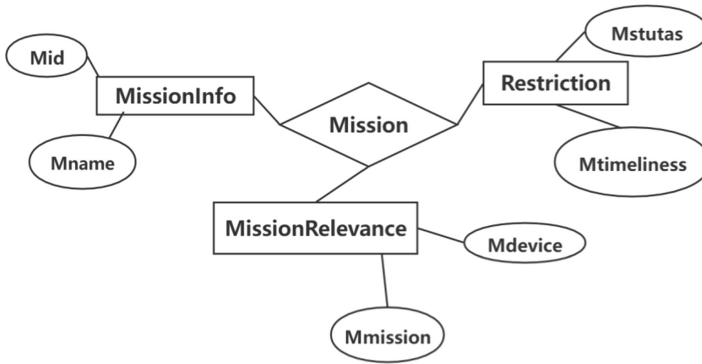 Mstutas
Mid
Restriction
MissionInfo
Mission
Mname
Mtimeliness
MissionRelevance
Mdevice
Mmission